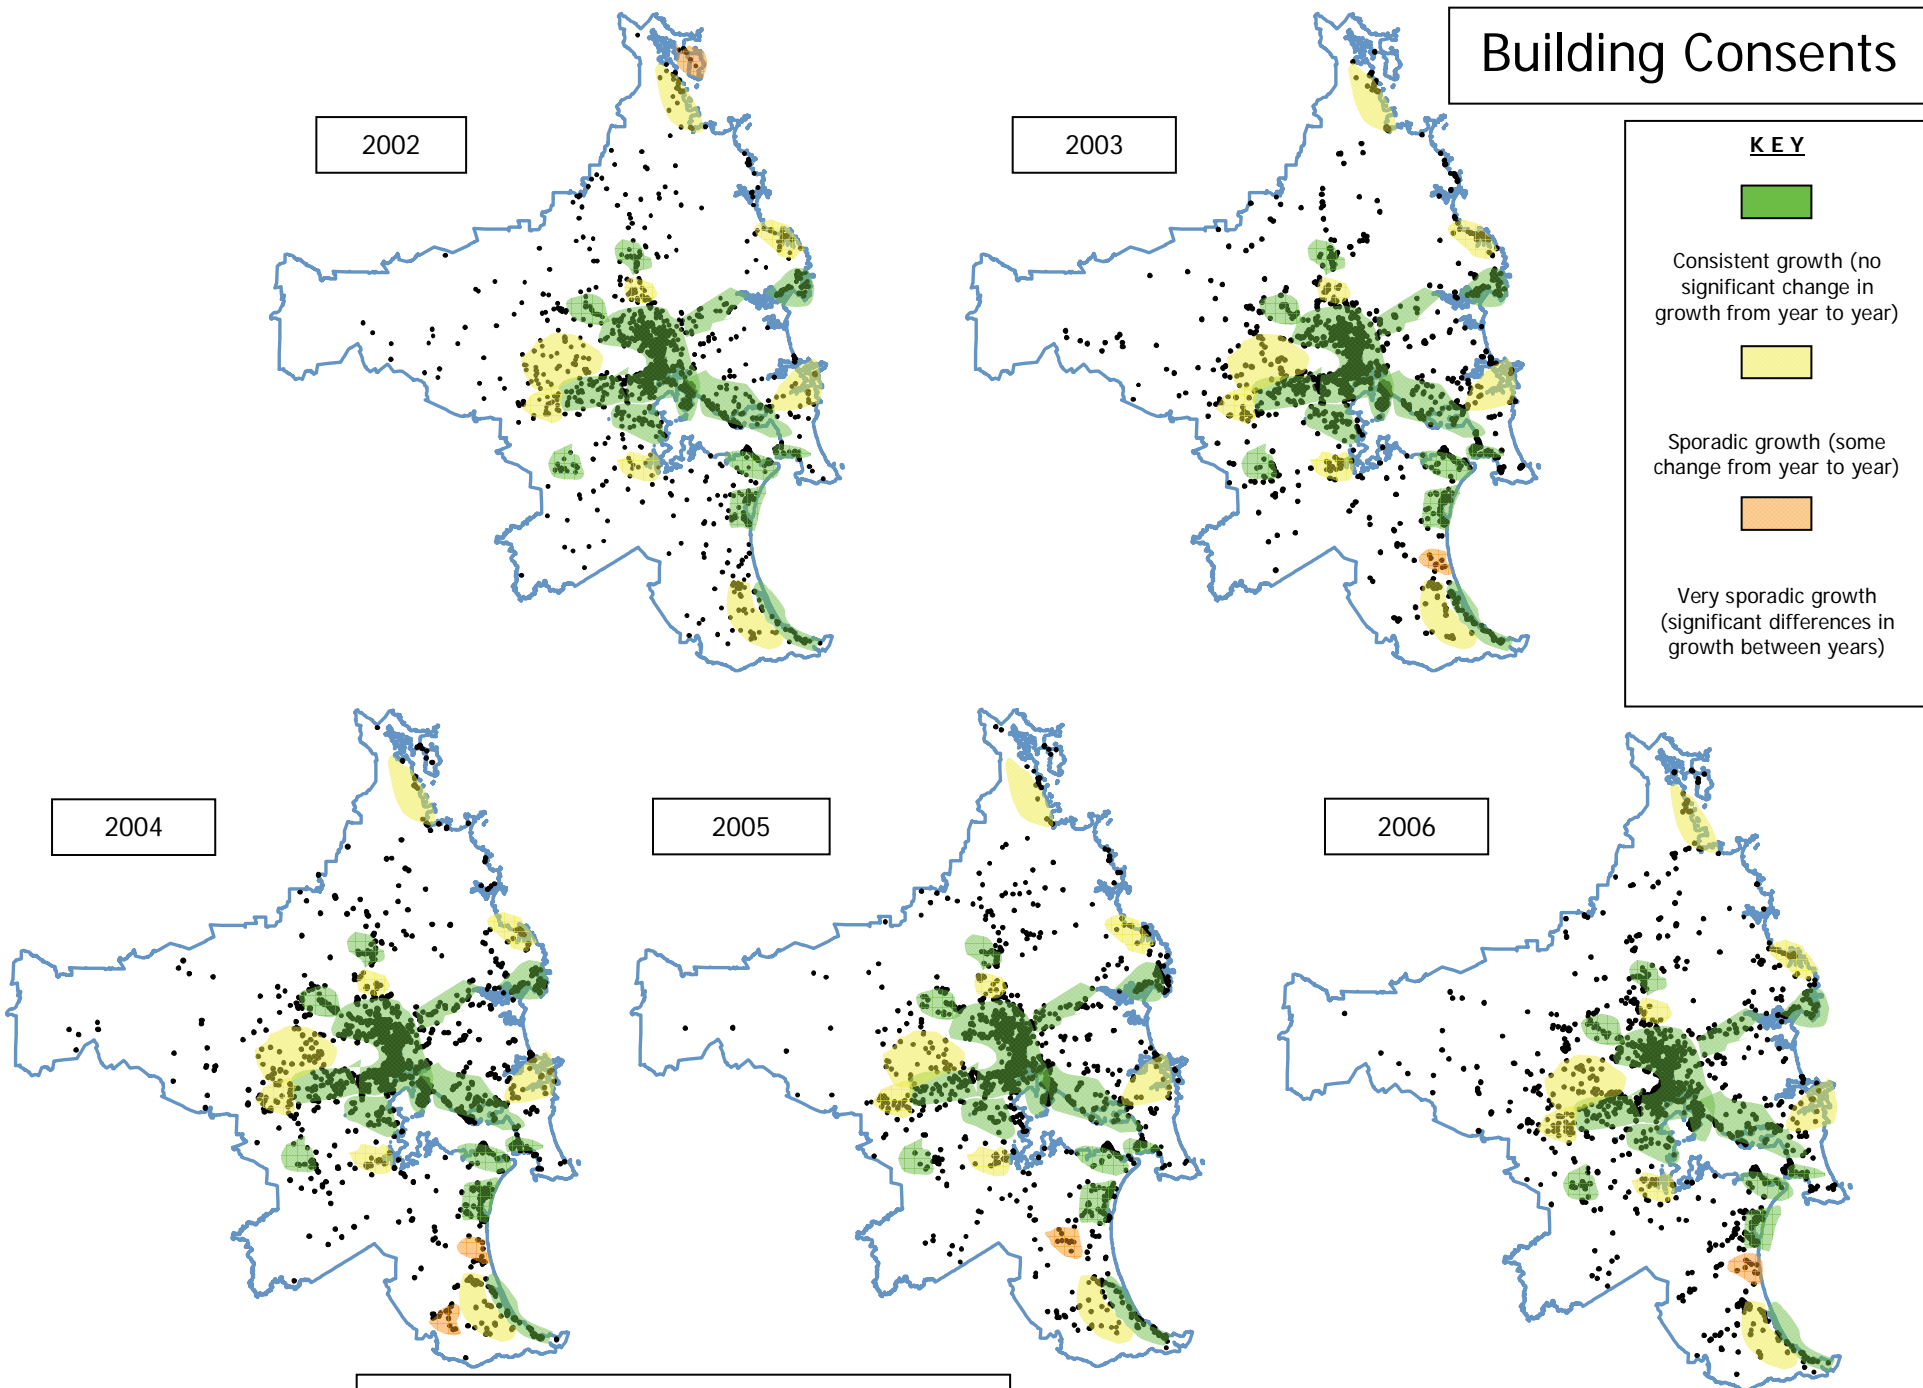 Building Consents
2002
2003
KEY
Consistent growth (no
significant change in
growth from year to year)
Sporadic growth (some
change from year to year)
Very sporadic growth
(significant differences in
growth between years)
2004
2005
2006